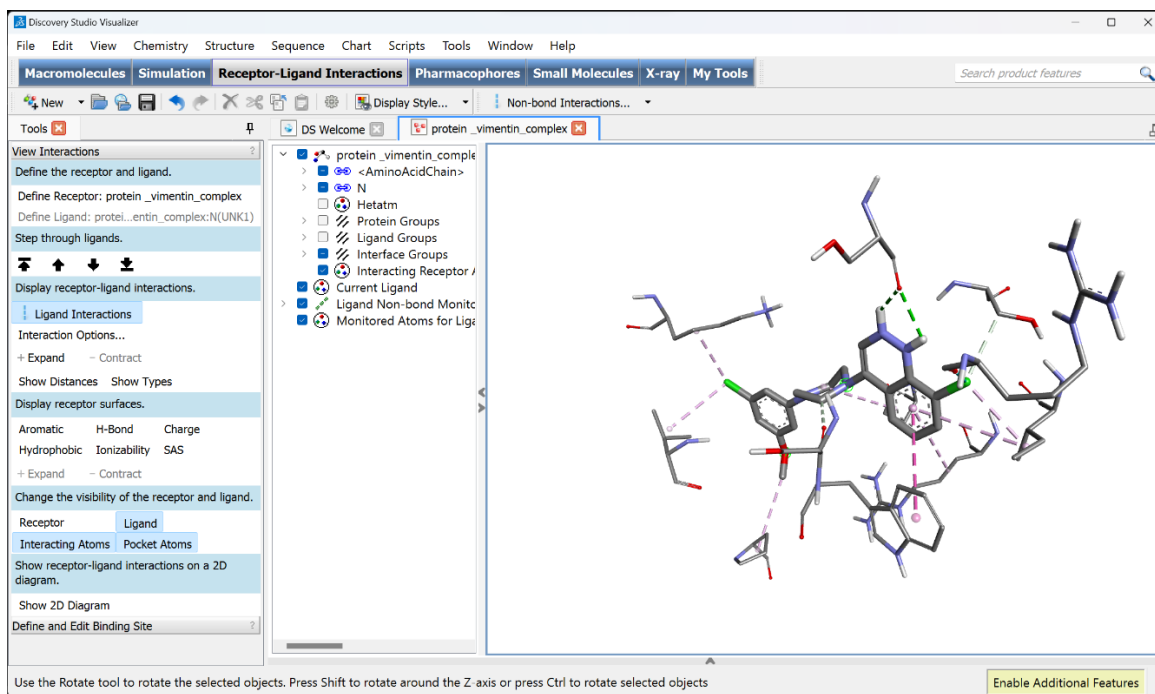 Discovery Studio Visualizer
File Edit View Chemistry Structure Sequence Chart Scripts Tools Window Help
Macromolecules Simulation Receptor-Ligand Interactions Pharmacophores Small Molecules X-ray My Tools
Search product features
New Display Style... Non-bond Interactions...
Tools
DS Welcome protein _vimentin_complex
View Interactions ?
Define the receptor and ligand.
Define Receptor: protein _vimentin_complex
Define Ligand: protei...entin_complex:N(UNK1)
Step through ligands.
Display receptor-ligand interactions.
Ligand Interactions
Interaction Options...
+ Expand − Contract
Show Distances Show Types
Display receptor surfaces.
Aromatic H-Bond Charge
Hydrophobic Ionizability SAS
+ Expand − Contract
Change the visibility of the receptor and ligand.
Receptor Ligand
Interacting Atoms Pocket Atoms
Show receptor-ligand interactions on a 2D
diagram.
Show 2D Diagram
Define and Edit Binding Site ?
protein _vimentin_comple
<AminoAcidChain>
N
Hetatm
Protein Groups
Ligand Groups
Interface Groups
Interacting Receptor A
Current Ligand
Ligand Non-bond Monito
Monitored Atoms for Liga
Use the Rotate tool to rotate the selected objects. Press Shift to rotate around the Z-axis or press Ctrl to rotate selected objects
Enable Additional Features